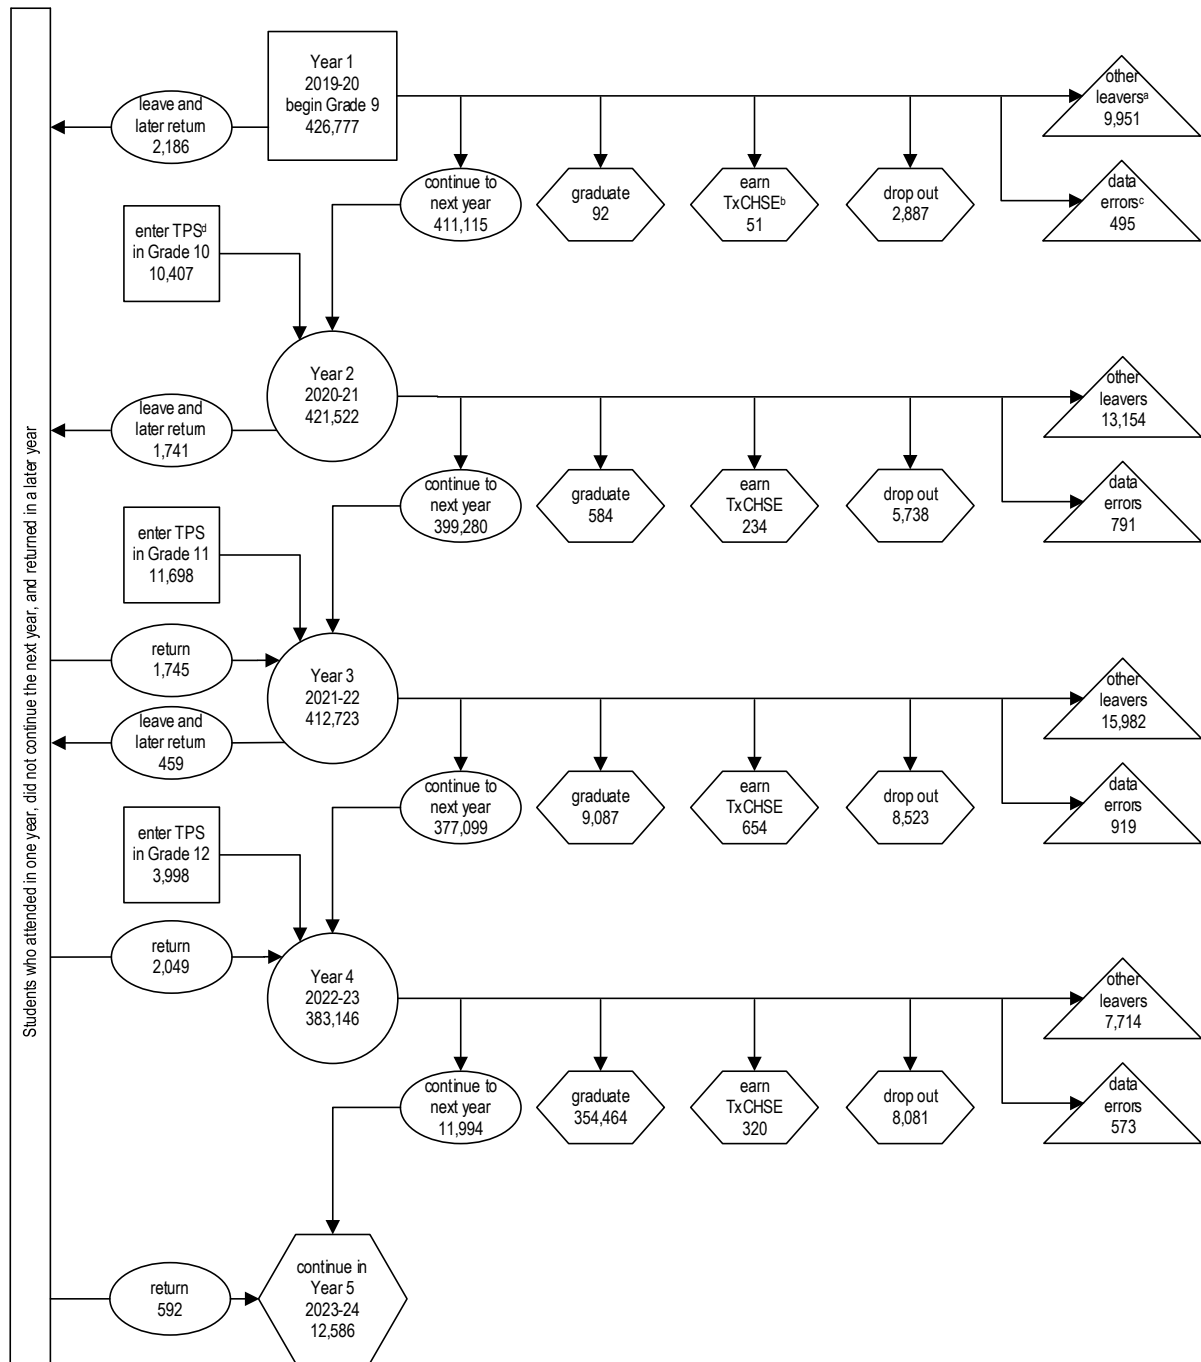 Students who attended in one year, did not continue the next year, and returned in a later year
Year 1
2019-20
begin Grade 9
426,777
leave and
later return
2,186
other
leaversᵃ
9,951
continue to
next year
411,115
graduate
92
earn
TxCHSEᵇ
51
drop out
2,887
data
errorsᶜ
495
enter TPSᵈ
in Grade 10
10,407
Year 2
2020-21
421,522
leave and
later return
1,741
other
leavers
13,154
continue to
next year
399,280
graduate
584
earn
TxCHSE
234
drop out
5,738
data
errors
791
enter TPS
in Grade 11
11,698
return
1,745
Year 3
2021-22
412,723
leave and
later return
459
other
leavers
15,982
continue to
next year
377,099
graduate
9,087
earn
TxCHSE
654
drop out
8,523
data
errors
919
enter TPS
in Grade 12
3,998
return
2,049
Year 4
2022-23
383,146
other
leavers
7,714
continue to
next year
11,994
graduate
354,464
earn
TxCHSE
320
drop out
8,081
data
errors
573
return
592
continue in
Year 5
2023-24
12,586